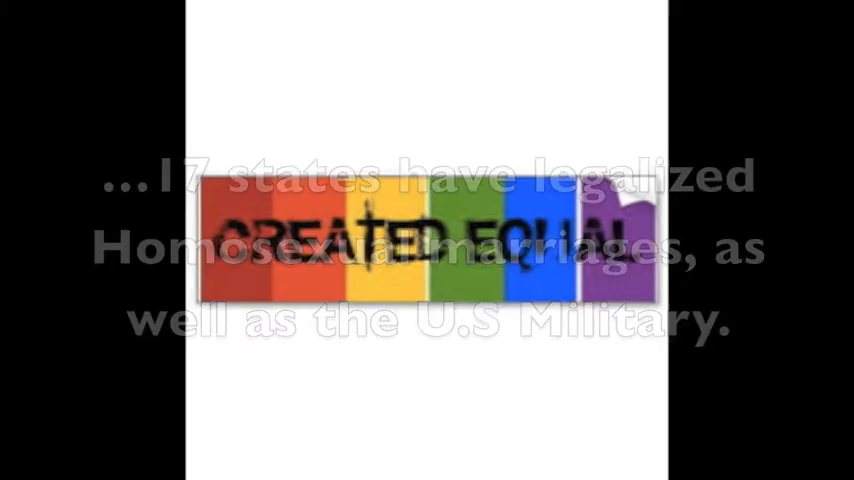 ...17 states have legalized
CREATED EQUAL
Homosexual marriages, as
well as the U.S Military.